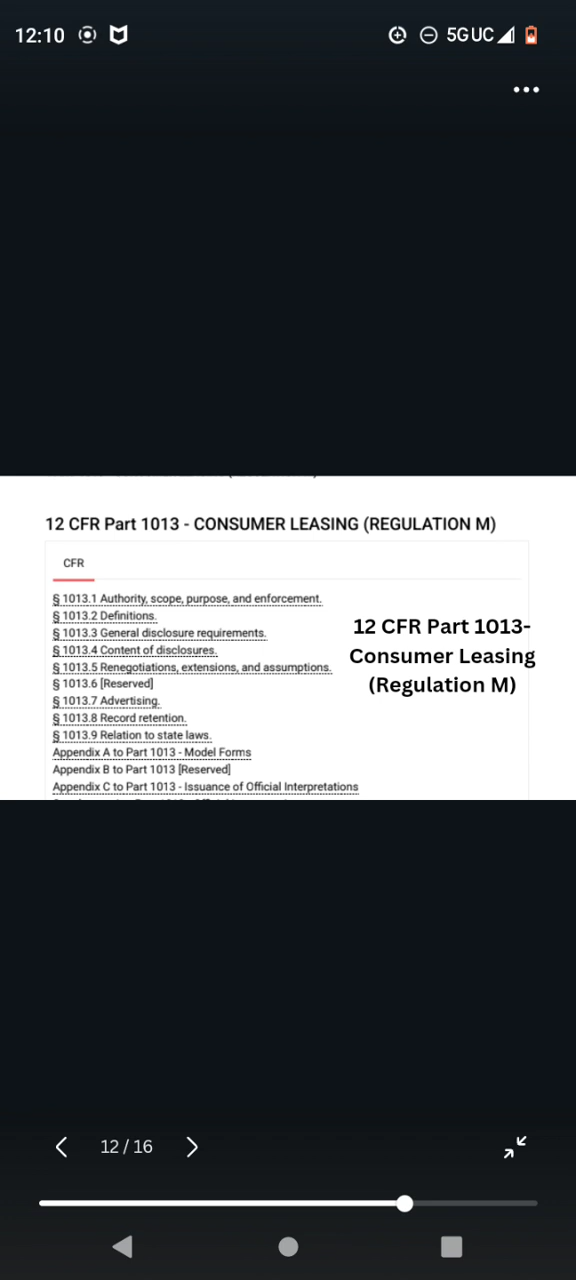 12:10
5GUC
12 CFR Part 1013 - CONSUMER LEASING (REGULATION M)
CFR
§ 1013.1 Authority, scope, purpose, and enforcement.
§ 1013.2 Definitions.
§ 1013.3 General disclosure requirements.
§ 1013.4 Content of disclosures.
§ 1013.5 Renegotiations, extensions, and assumptions.
§ 1013.6 [Reserved]
§ 1013.7 Advertising.
§ 1013.8 Record retention.
§ 1013.9 Relation to state laws.
Appendix A to Part 1013 - Model Forms
Appendix B to Part 1013 [Reserved]
Appendix C to Part 1013 - Issuance of Official Interpretations
12 CFR Part 1013-
Consumer Leasing
(Regulation M)
12 / 16